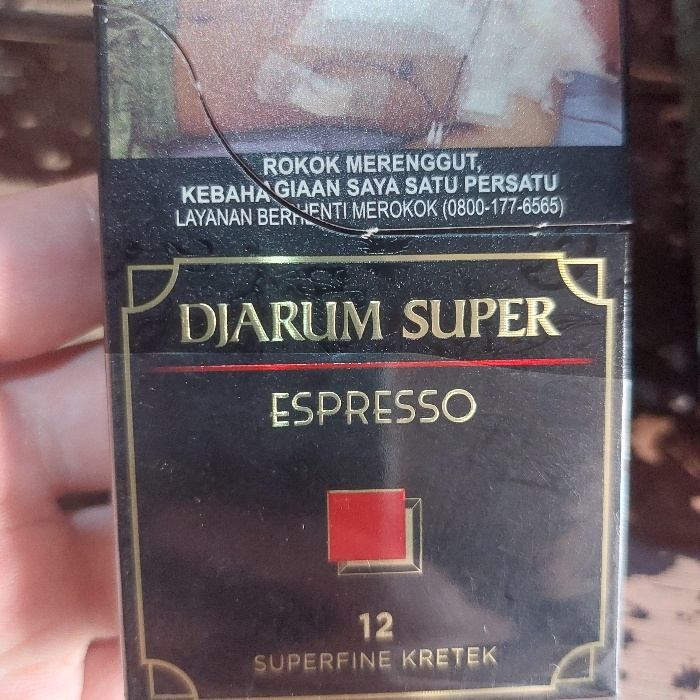 ROKOK MERENGGUT,
KEBAHAGIAAN SAYA SATU PERSATU
LAYANAN BERHENTI MEROKOK (0800-177-6565)
DJARUM SUPER
ESPRESSO
12
SUPERFINE KRETEK